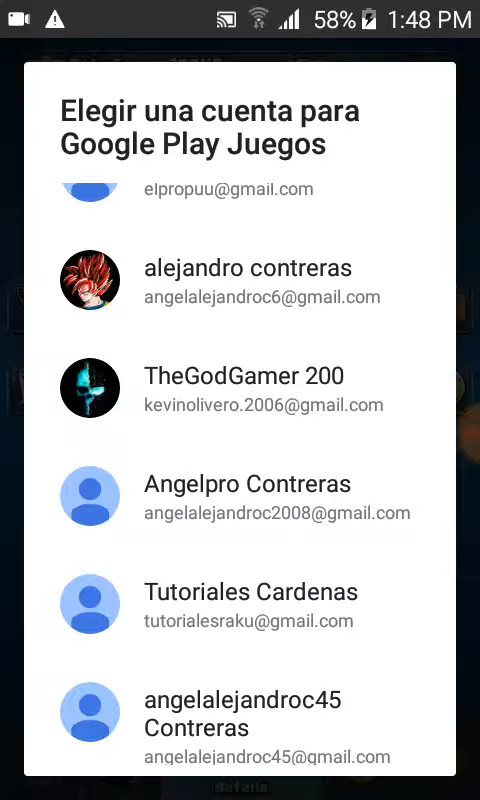 58% 1:48 PM
Elegir una cuenta para
Google Play Juegos
elpropuu@gmail.com
alejandro contreras
angelalejandroc6@gmail.com
TheGodGamer 200
kevinolivero.2006@gmail.com
Angelpro Contreras
angelalejandroc2008@gmail.com
Tutoriales Cardenas
tutorialesraku@gmail.com
angelalejandroc45
Contreras
angelalejandroc45@gmail.com
Batalla